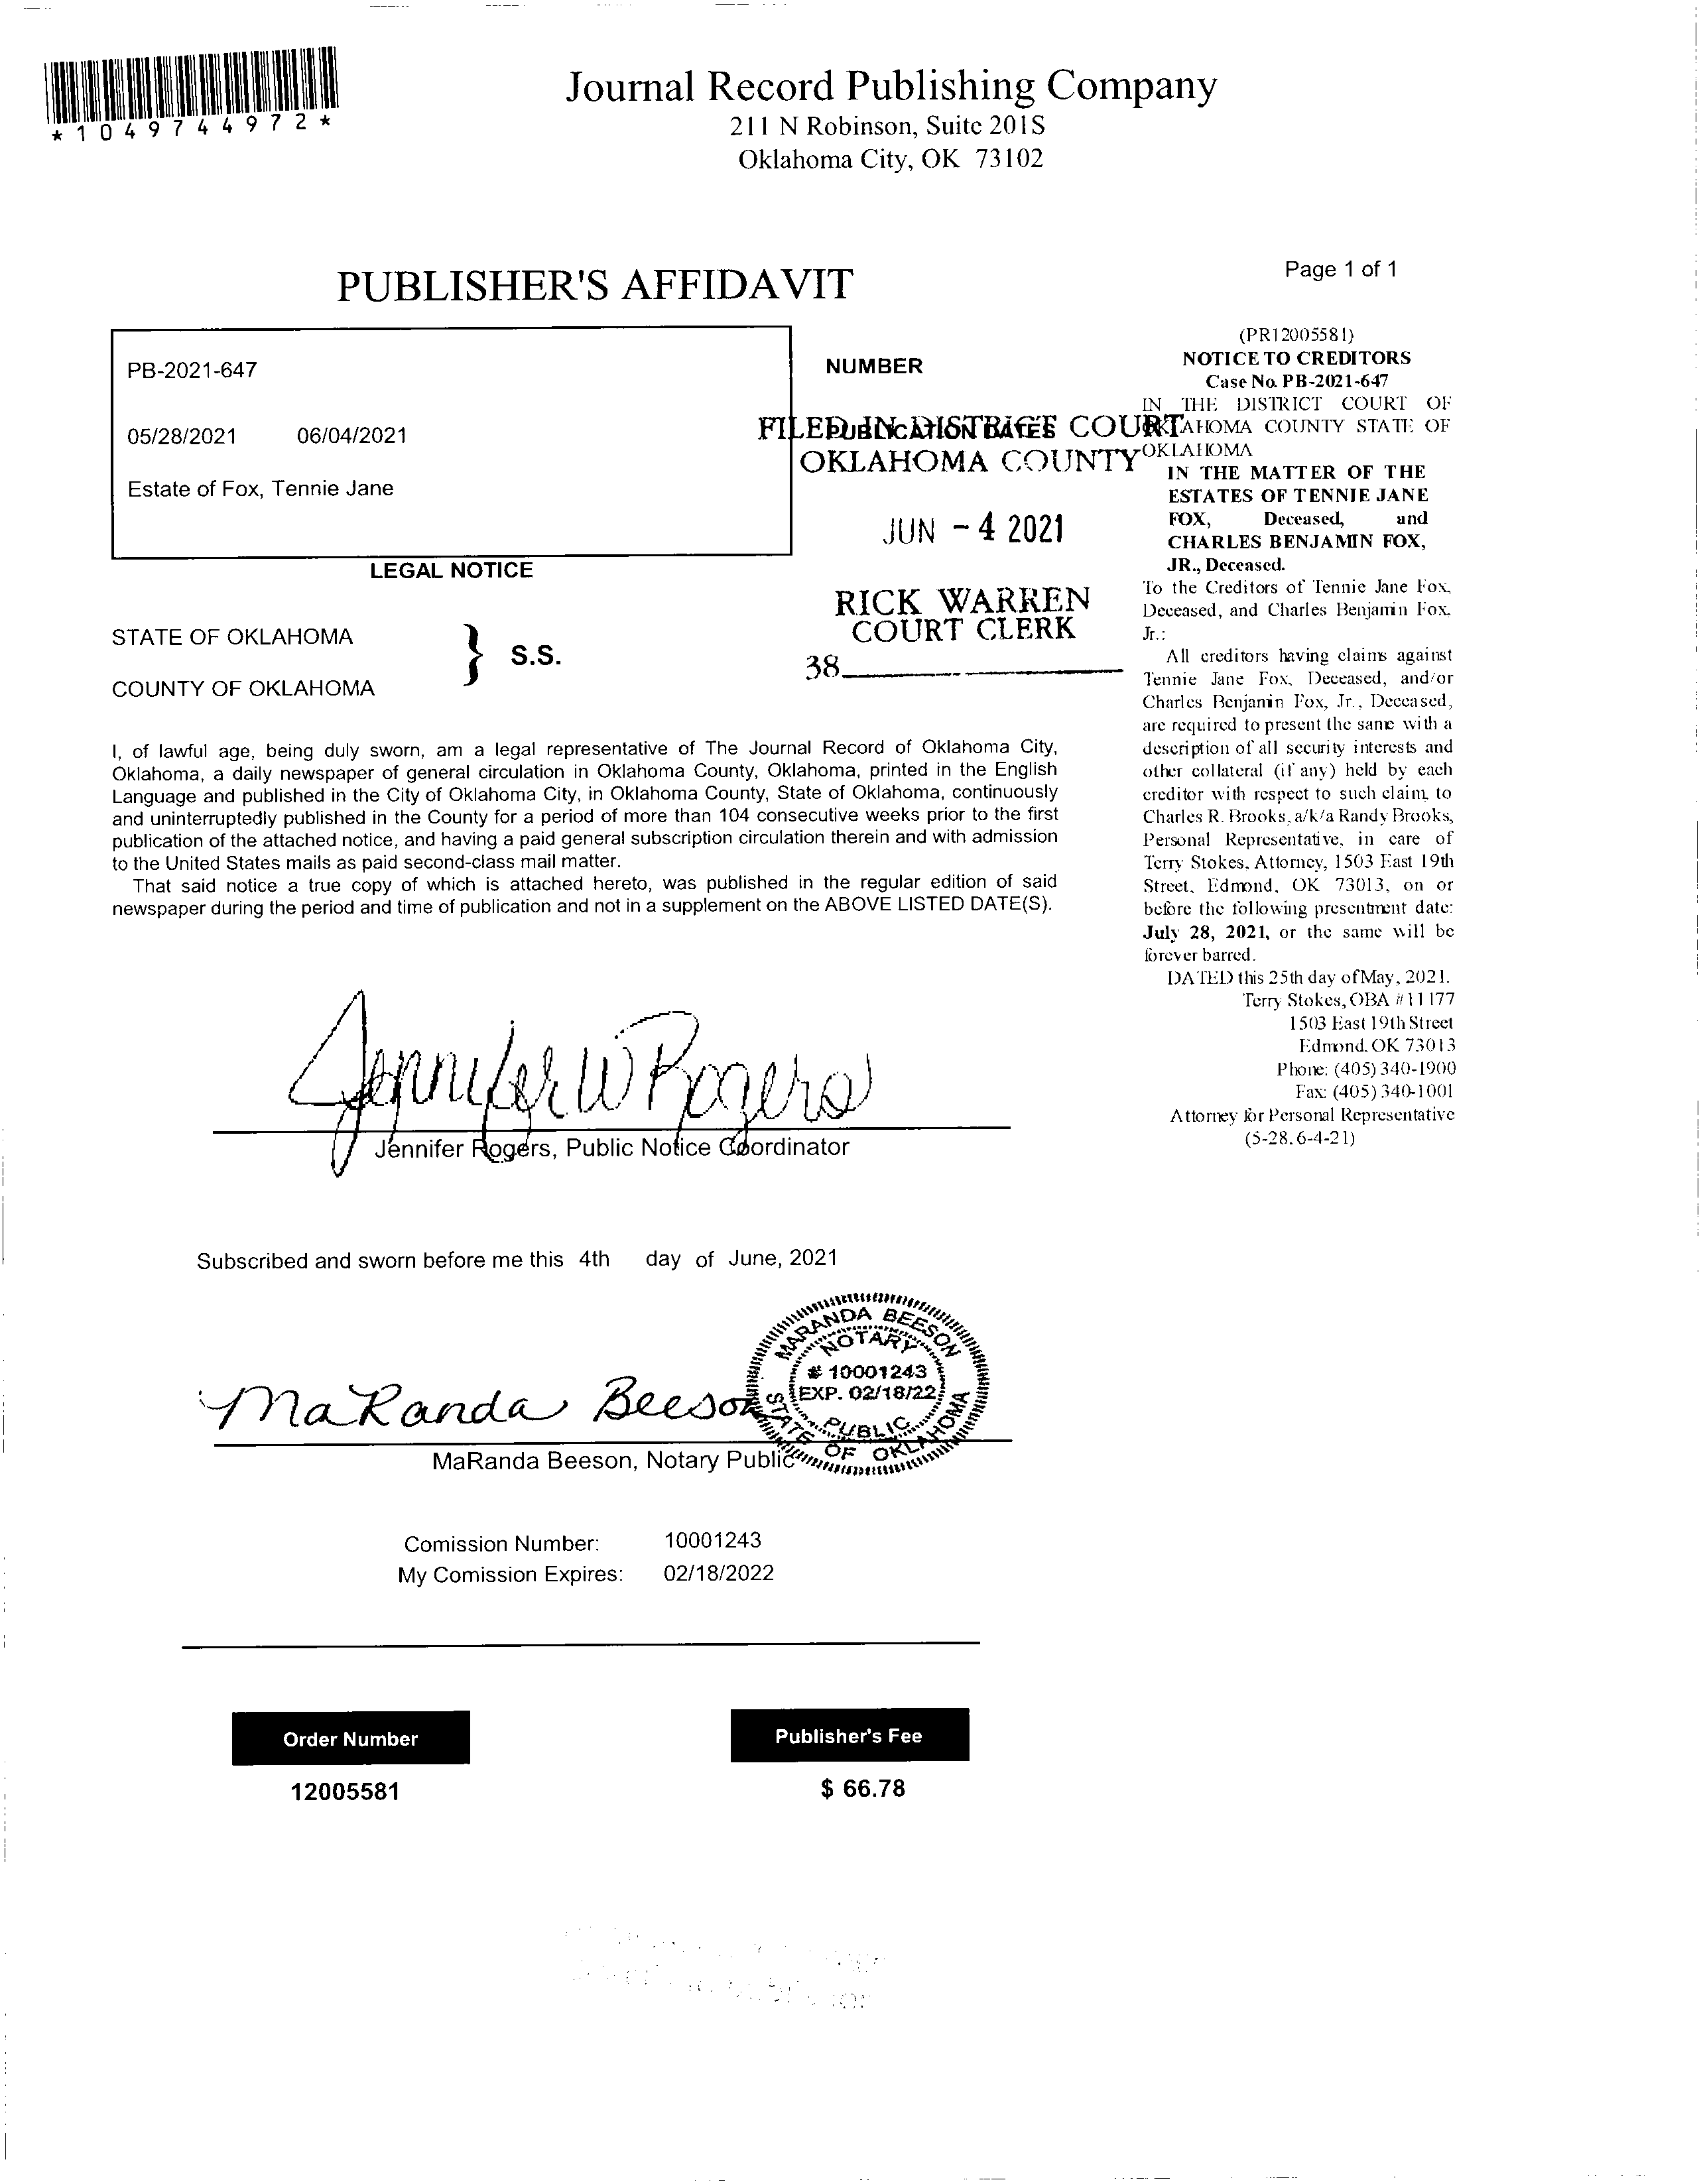 *1049744972*
Journal Record Publishing Company
211 N Robinson, Suite 201S
Oklahoma City, OK 73102
PUBLISHER'S AFFIDAVIT
Page 1 of 1
PB-2021-647
NUMBER
05/28/2021 06/04/2021
PUBLICATION DATES
Estate of Fox, Tennie Jane
LEGAL NOTICE
FILED IN DISTRICT COURT
OKLAHOMA COUNTY
JUN - 4 2021
RICK WARREN
COURT CLERK
38
STATE OF OKLAHOMA
} S.S.
COUNTY OF OKLAHOMA
I, of lawful age, being duly sworn, am a legal representative of The Journal Record of Oklahoma City,
Oklahoma, a daily newspaper of general circulation in Oklahoma County, Oklahoma, printed in the English
Language and published in the City of Oklahoma City, in Oklahoma County, State of Oklahoma, continuously
and uninterruptedly published in the County for a period of more than 104 consecutive weeks prior to the first
publication of the attached notice, and having a paid general subscription circulation therein and with admission
to the United States mails as paid second-class mail matter.
That said notice a true copy of which is attached hereto, was published in the regular edition of said
newspaper during the period and time of publication and not in a supplement on the ABOVE LISTED DATE(S).
Jennifer W Rogers
Jennifer Rogers, Public Notice Coordinator
Subscribed and sworn before me this 4th day of June, 2021
MaRanda Beeson
MARANDA BEESON
NOTARY
# 10001243
EXP. 02/18/22
PUBLIC
STATE OF OKLAHOMA
MaRanda Beeson, Notary Public
Comission Number: 10001243
My Comission Expires: 02/18/2022
Order Number
Publisher's Fee
12005581
$ 66.78
(PR12005581)
NOTICE TO CREDITORS
Case No. PB-2021-647
IN THE DISTRICT COURT OF
OKLAHOMA COUNTY STATE OF
OKLAHOMA
IN THE MATTER OF THE
ESTATES OF TENNIE JANE
FOX, Deceased, and
CHARLES BENJAMIN FOX,
JR., Deceased.
To the Creditors of Tennie Jane Fox,
Deceased, and Charles Benjamin Fox,
Jr.:
All creditors having claims against
Tennie Jane Fox, Deceased, and/or
Charles Benjamin Fox, Jr., Deceased,
are required to present the same with a
description of all security interests and
other collateral (if any) held by each
creditor with respect to such claim, to
Charles R. Brooks, a/k/a Randy Brooks,
Personal Representative, in care of
Terry Stokes, Attorney, 1503 East 19th
Street, Edmond, OK 73013, on or
before the following presentment date:
July 28, 2021, or the same will be
forever barred.
DATED this 25th day of May, 2021.
Terry Stokes, OBA #11177
1503 East 19th Street
Edmond, OK 73013
Phone: (405) 340-1900
Fax: (405) 340-1001
Attorney for Personal Representative
(5-28, 6-4-21)